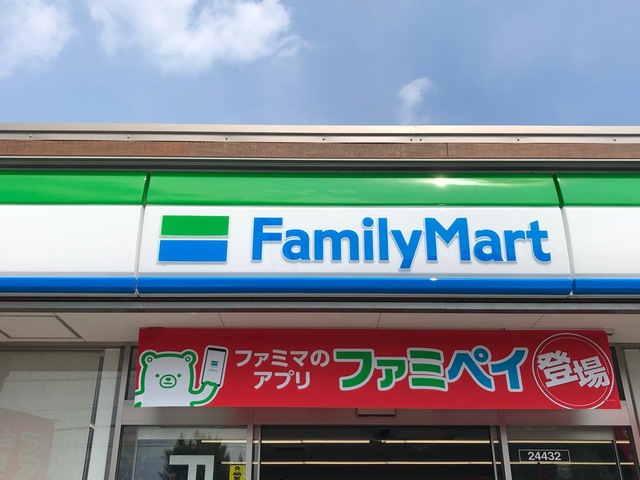 FamilyMart
ファミマの
アプリ
ファミペイ
登場
24432